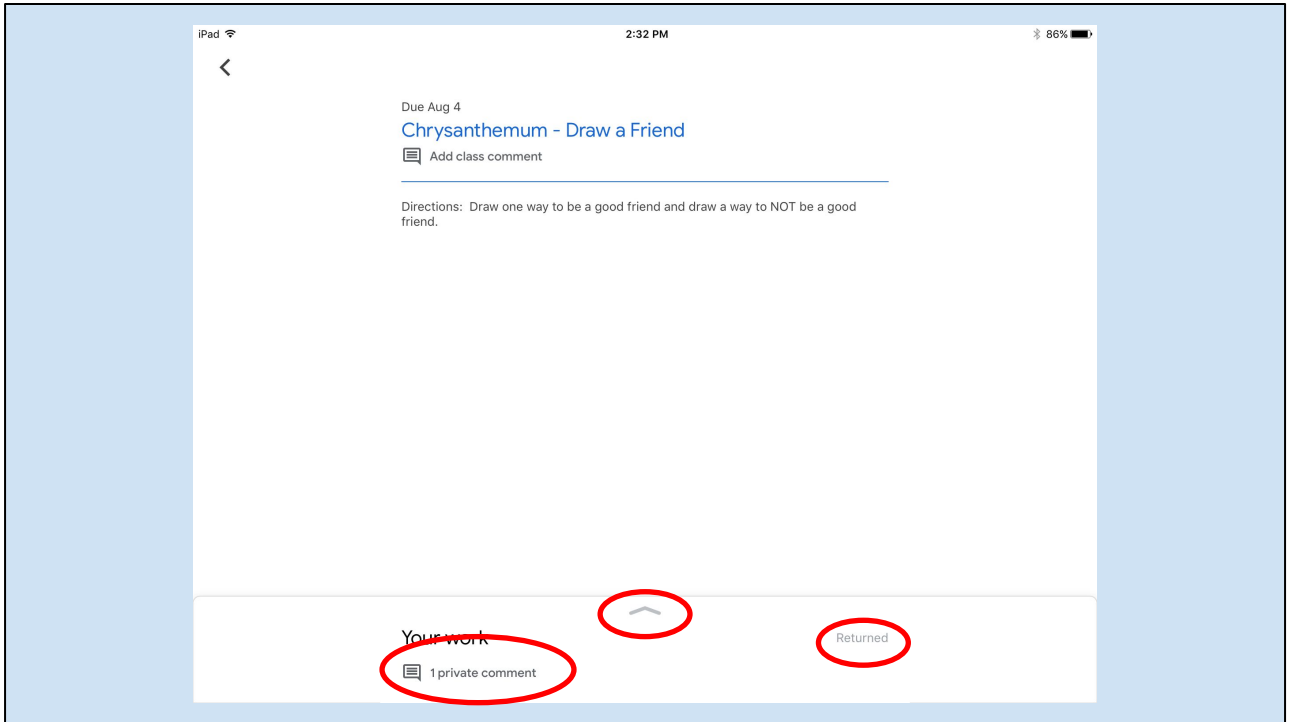 iPad 2:32 PM 86%
Due Aug 4
Chrysanthemum - Draw a Friend
Add class comment
Directions: Draw one way to be a good friend and draw a way to NOT be a good
friend.
Your work Returned
1 private comment